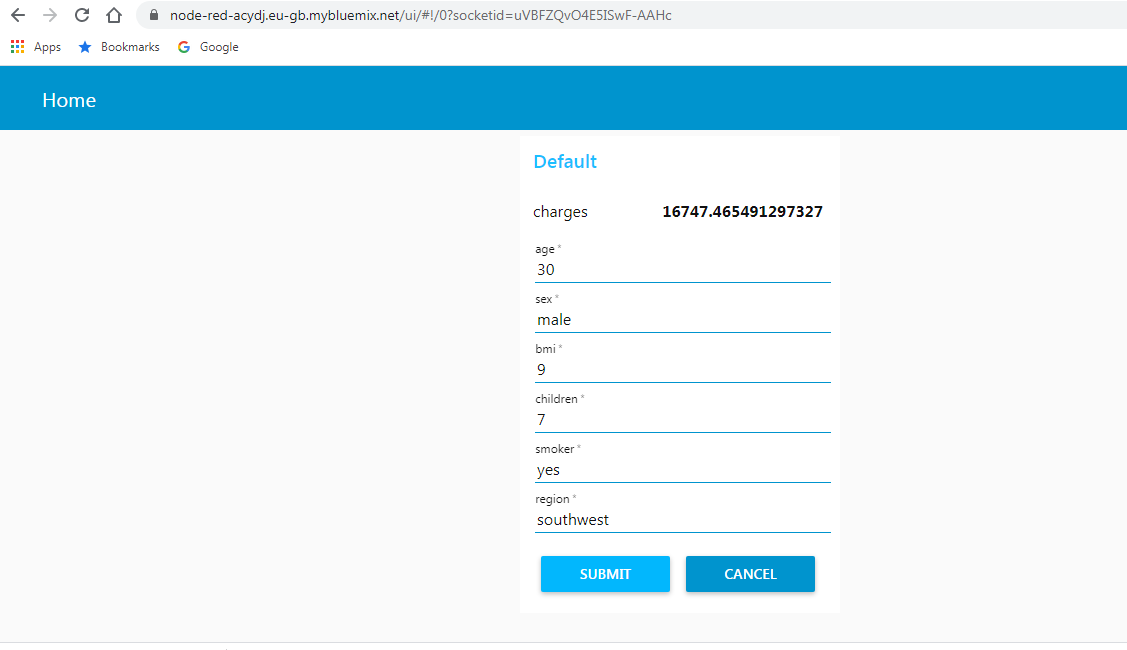 node-red-acydj.eu-gb.mybluemix.net/ui/#!/0?socketid=uVBFZQvO4E5ISwF-AAHc
Apps Bookmarks Google
Home
Default
charges 16747.465491297327
age *
30
sex *
male
bmi *
9
children *
7
smoker *
yes
region *
southwest
SUBMIT CANCEL